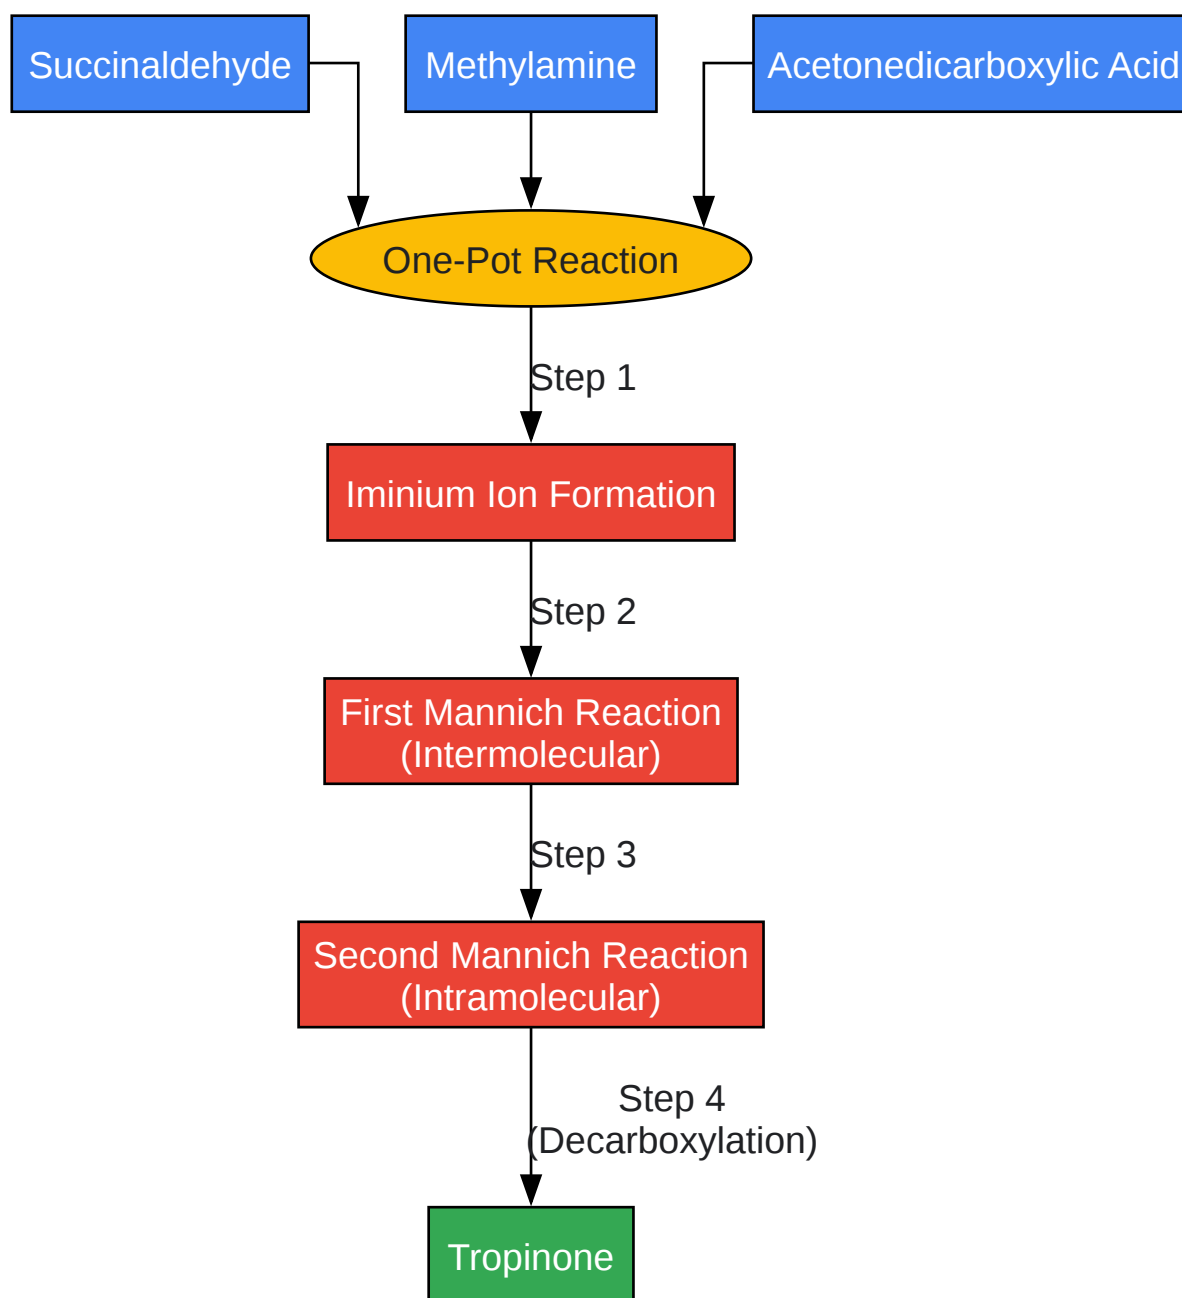 Succinaldehyde
Methylamine
Acetonedicarboxylic Acid
One-Pot Reaction
Step 1
Iminium Ion Formation
Step 2
First Mannich Reaction
(Intermolecular)
Step 3
Second Mannich Reaction
(Intramolecular)
Step 4
(Decarboxylation)
Tropinone